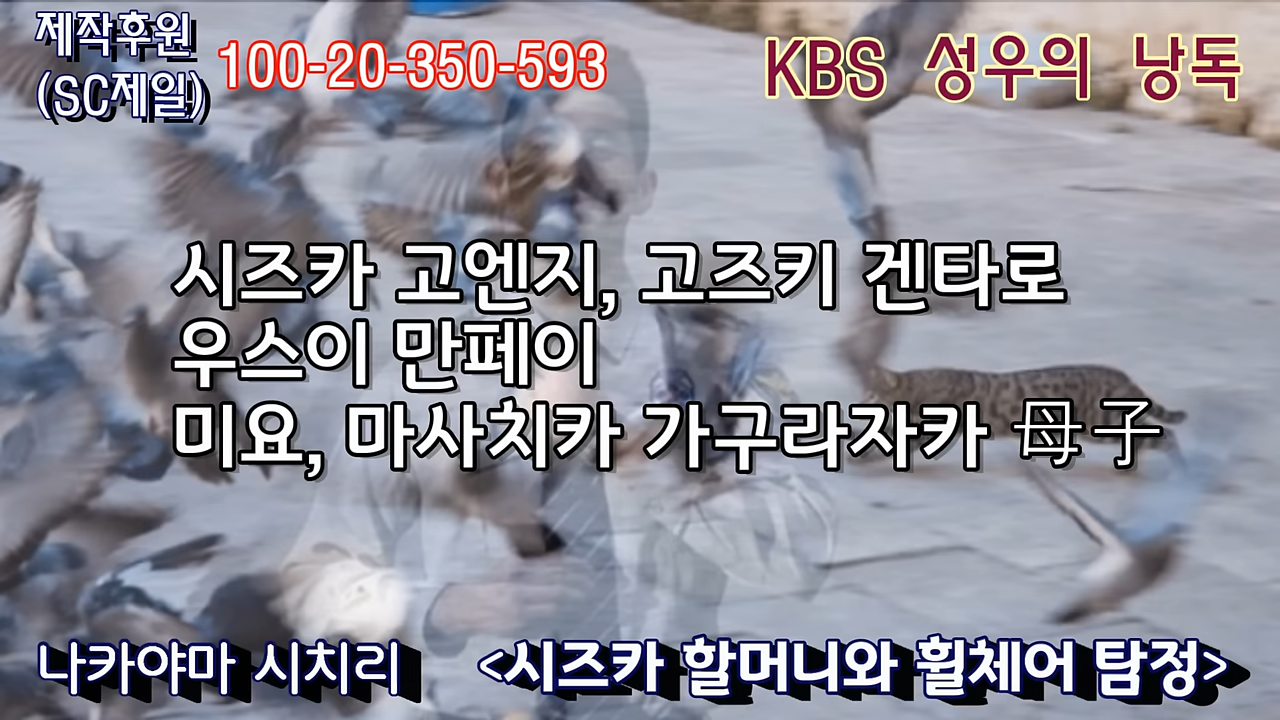 제작후원
(SC제일)
100-20-350-593
KBS 성우의 낭독
시즈카 고엔지, 고즈키 겐타로
우스이 만페이
미요, 마사치카 가구라자카 母子
나카야마 시치리 <시즈카 할머니와 휠체어 탐정>